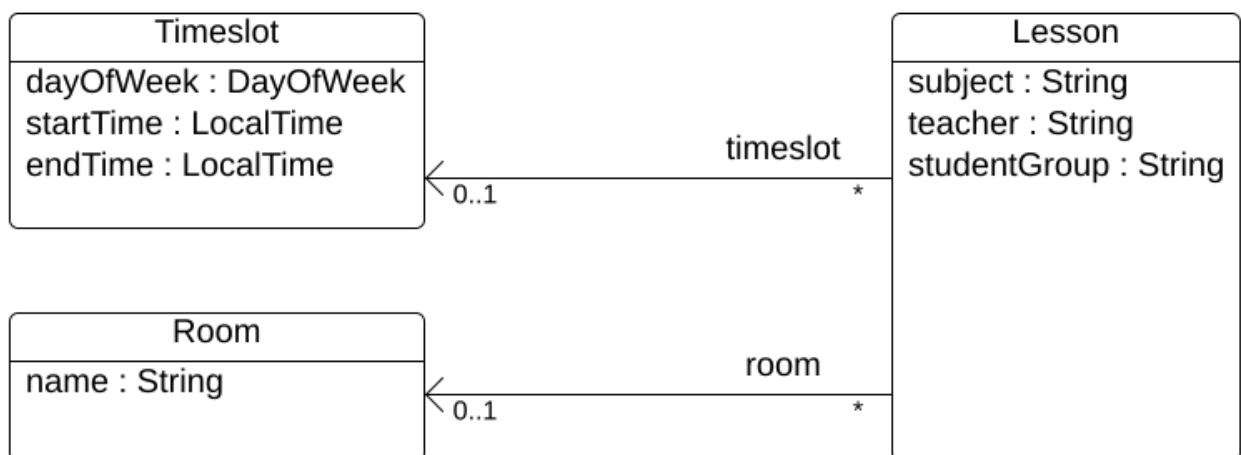 Timeslot
dayOfWeek : DayOfWeek
startTime : LocalTime
endTime : LocalTime
Lesson
subject : String
teacher : String
studentGroup : String
timeslot
0..1
*
Room
name : String
room
0..1
*